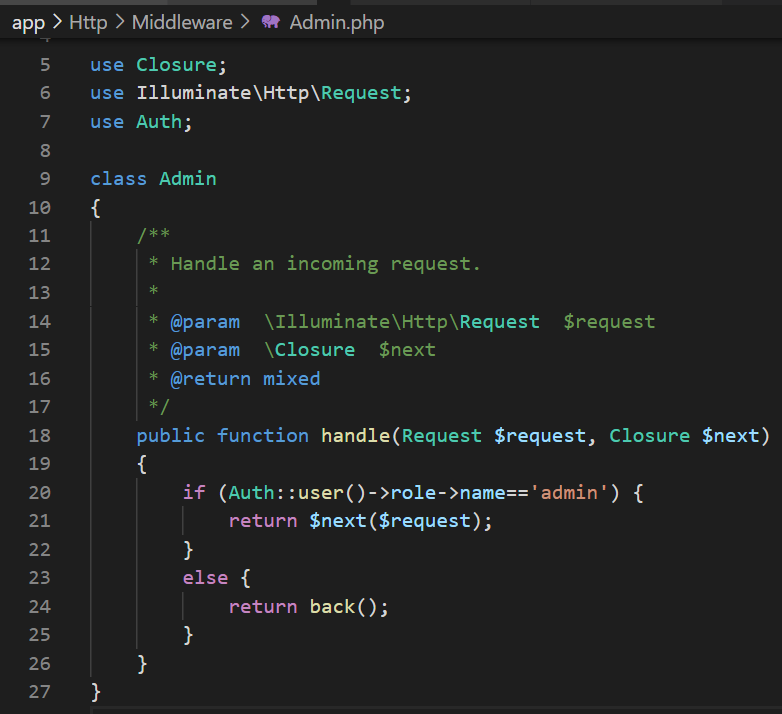 app > Http > Middleware > Admin.php
4
5 use Closure;
6 use Illuminate\Http\Request;
7 use Auth;
8
9 class Admin
10 {
11     /**
12      * Handle an incoming request.
13      *
14      * @param  \Illuminate\Http\Request  $request
15      * @param  \Closure  $next
16      * @return mixed
17      */
18     public function handle(Request $request, Closure $next)
19     {
20         if (Auth::user()->role->name=='admin') {
21             return $next($request);
22         }
23         else {
24             return back();
25         }
26     }
27 }